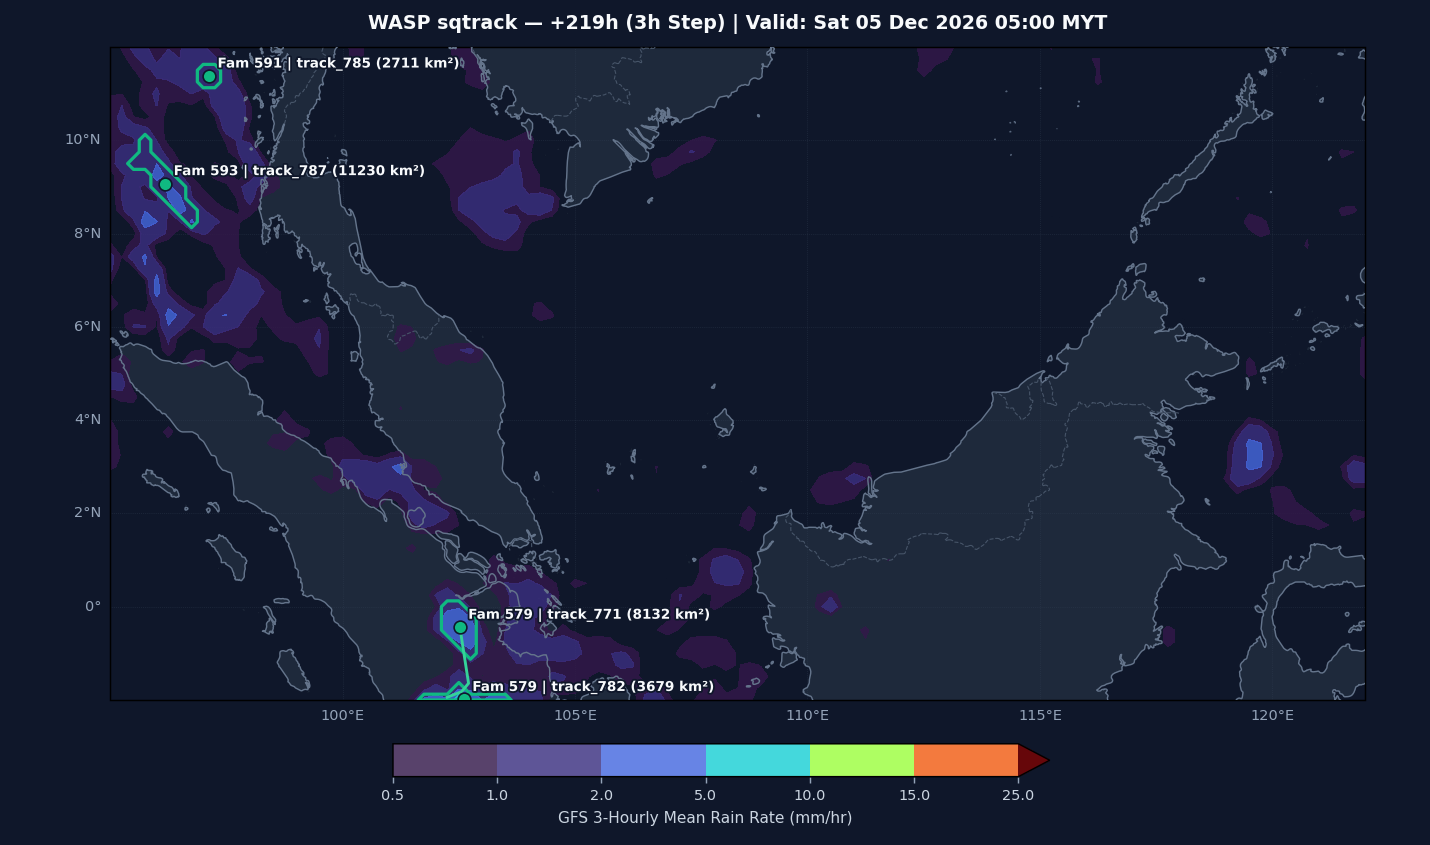 WASP sqtrack — +219h (3h Step) | Valid: Sat 05 Dec 2026 05:00 MYT
Fam 591 | track_785 (2711 km²)
10°N
Fam 593 | track_787 (11230 km²)
8°N
6°N
4°N
2°N
0°
Fam 579 | track_771 (8132 km²)
Fam 579 | track_782 (3679 km²)
100°E 105°E 110°E 115°E 120°E
0.5 1.0 2.0 5.0 10.0 15.0 25.0
GFS 3-Hourly Mean Rain Rate (mm/hr)